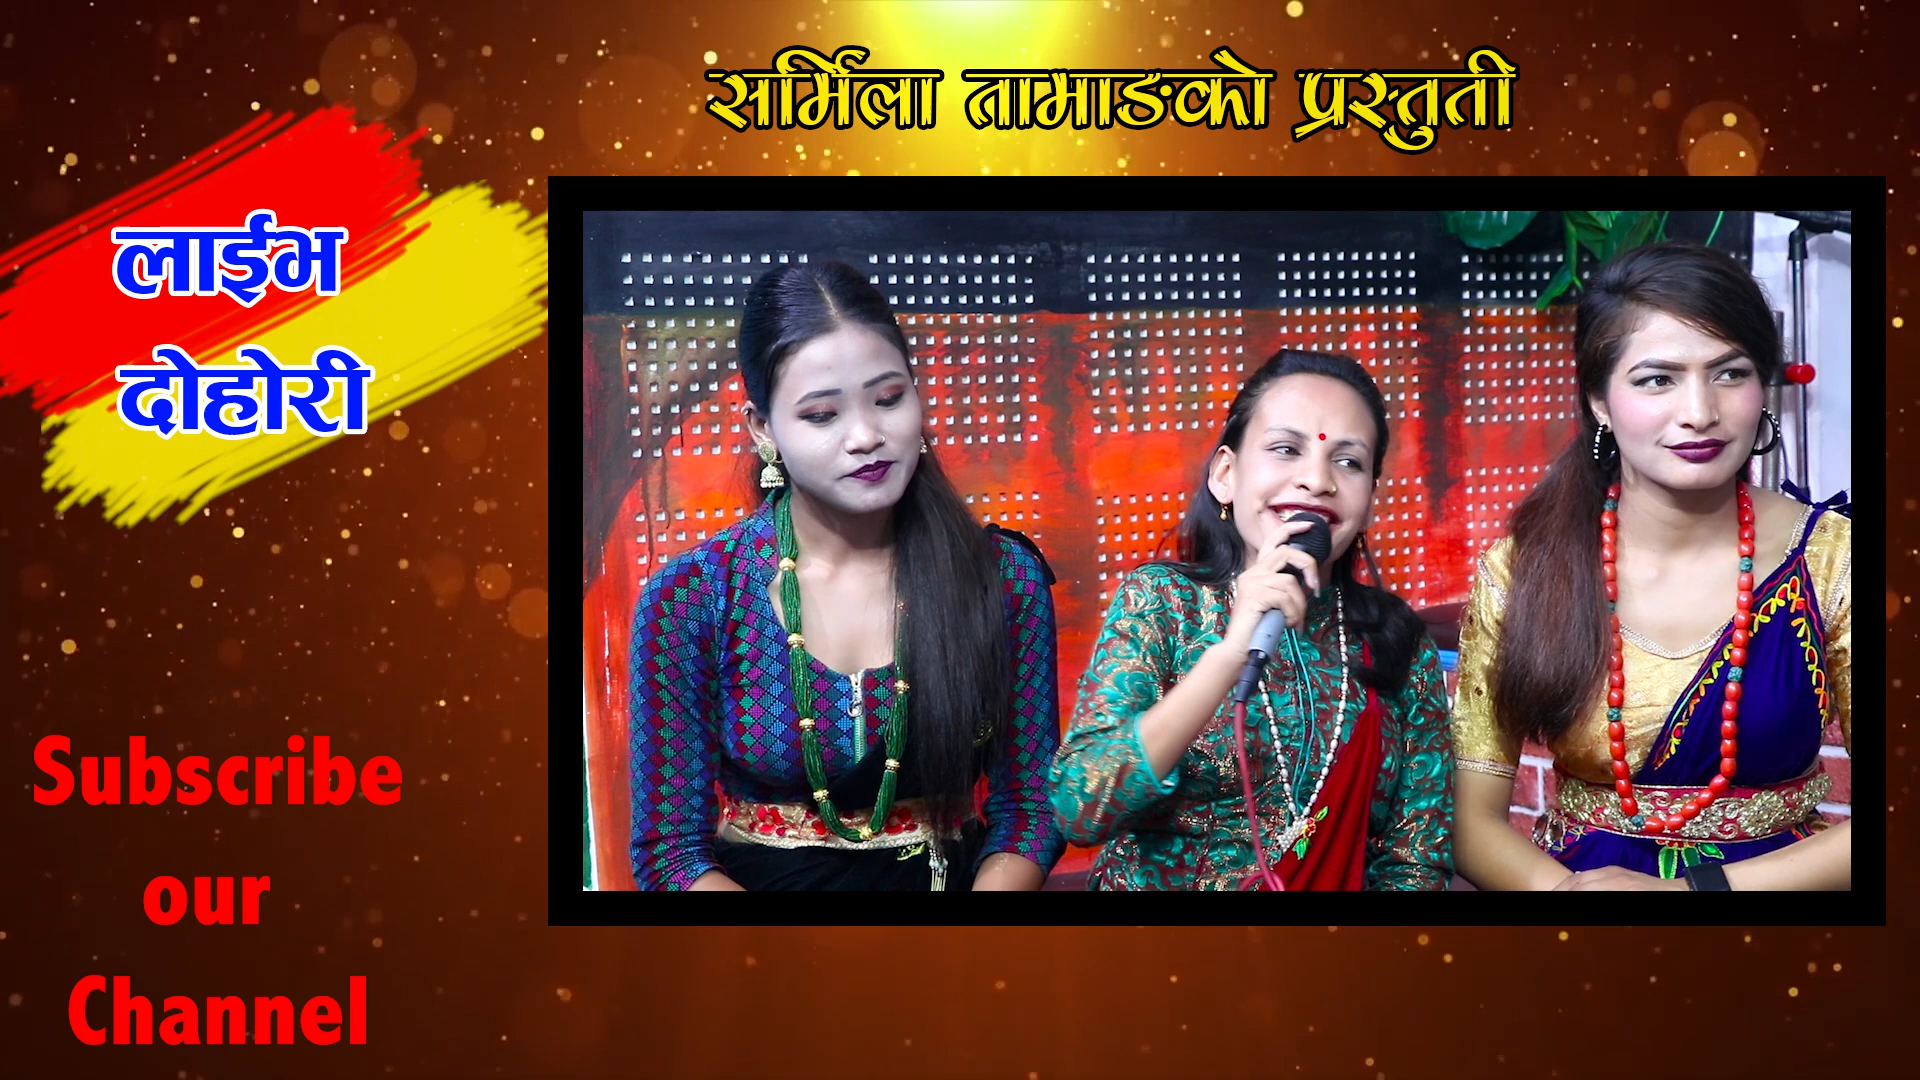 सर्मिला तामाङको प्रस्तुती
लाईभ
दोहोरी
Subscribe
our
Channel